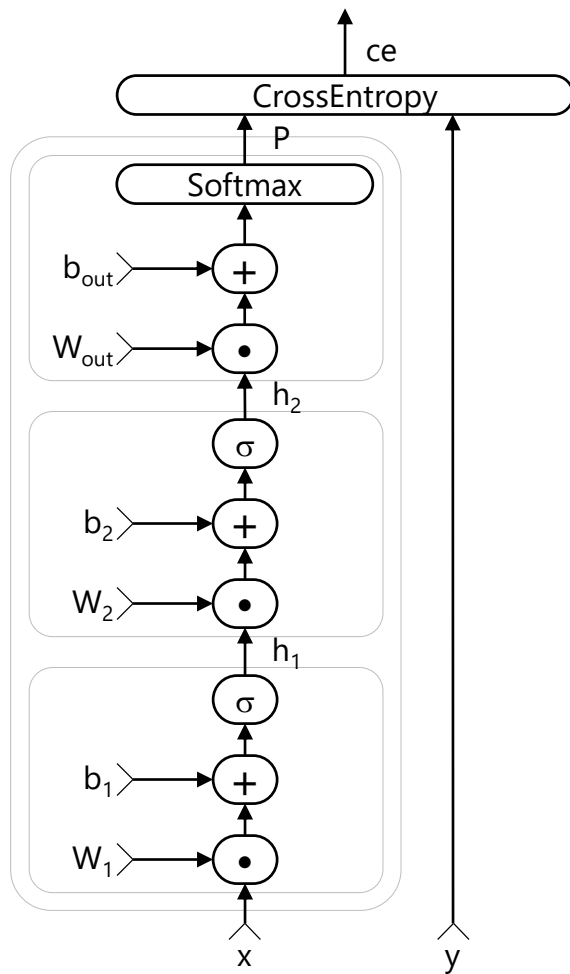 ce
CrossEntropy
P
Softmax
b_out +
W_out •
h_2
σ
b_2 +
W_2 •
h_1
σ
b_1 +
W_1 •
x y